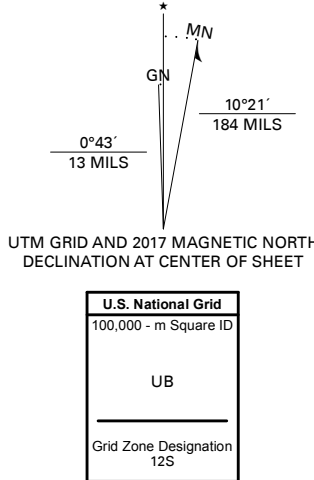 ★
MN
GN
0°43´
13 MILS
10°21´
184 MILS
UTM GRID AND 2017 MAGNETIC NORTH
DECLINATION AT CENTER OF SHEET
U.S. National Grid
100,000 - m Square ID
UB
Grid Zone Designation
12S